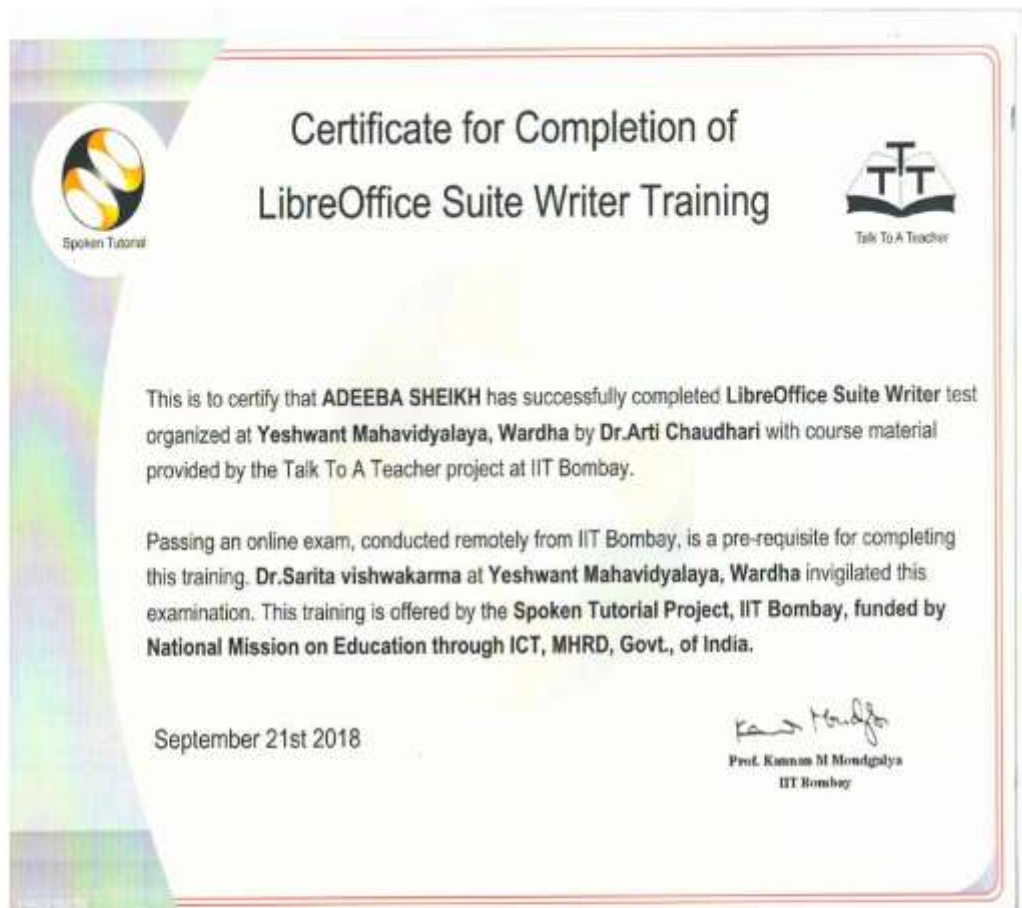 Certificate for Completion of
LibreOffice Suite Writer Training
Spoken Tutorial
TTT
Talk To A Teacher
This is to certify that ADEEBA SHEIKH has successfully completed LibreOffice Suite Writer test
organized at Yeshwant Mahavidyalaya, Wardha by Dr.Arti Chaudhari with course material
provided by the Talk To A Teacher project at IIT Bombay.
Passing an online exam, conducted remotely from IIT Bombay, is a pre-requisite for completing
this training. Dr.Sarita vishwakarma at Yeshwant Mahavidyalaya, Wardha invigilated this
examination. This training is offered by the Spoken Tutorial Project, IIT Bombay, funded by
National Mission on Education through ICT, MHRD, Govt., of India.
September 21st 2018
Prof. Kannan M Moudgalya
IIT Bombay